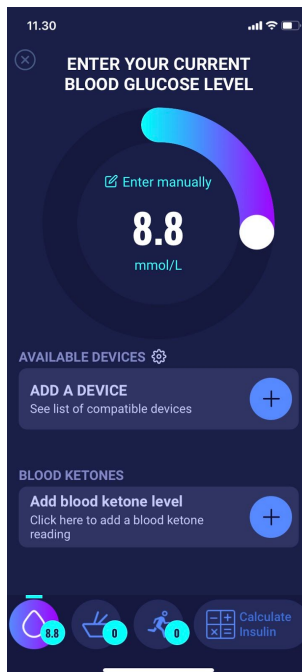 11.30
ENTER YOUR CURRENT
BLOOD GLUCOSE LEVEL
Enter manually
8.8
mmol/L
AVAILABLE DEVICES
ADD A DEVICE
See list of compatible devices
BLOOD KETONES
Add blood ketone level
Click here to add a blood ketone
reading
8.8
0
0
Calculate
Insulin